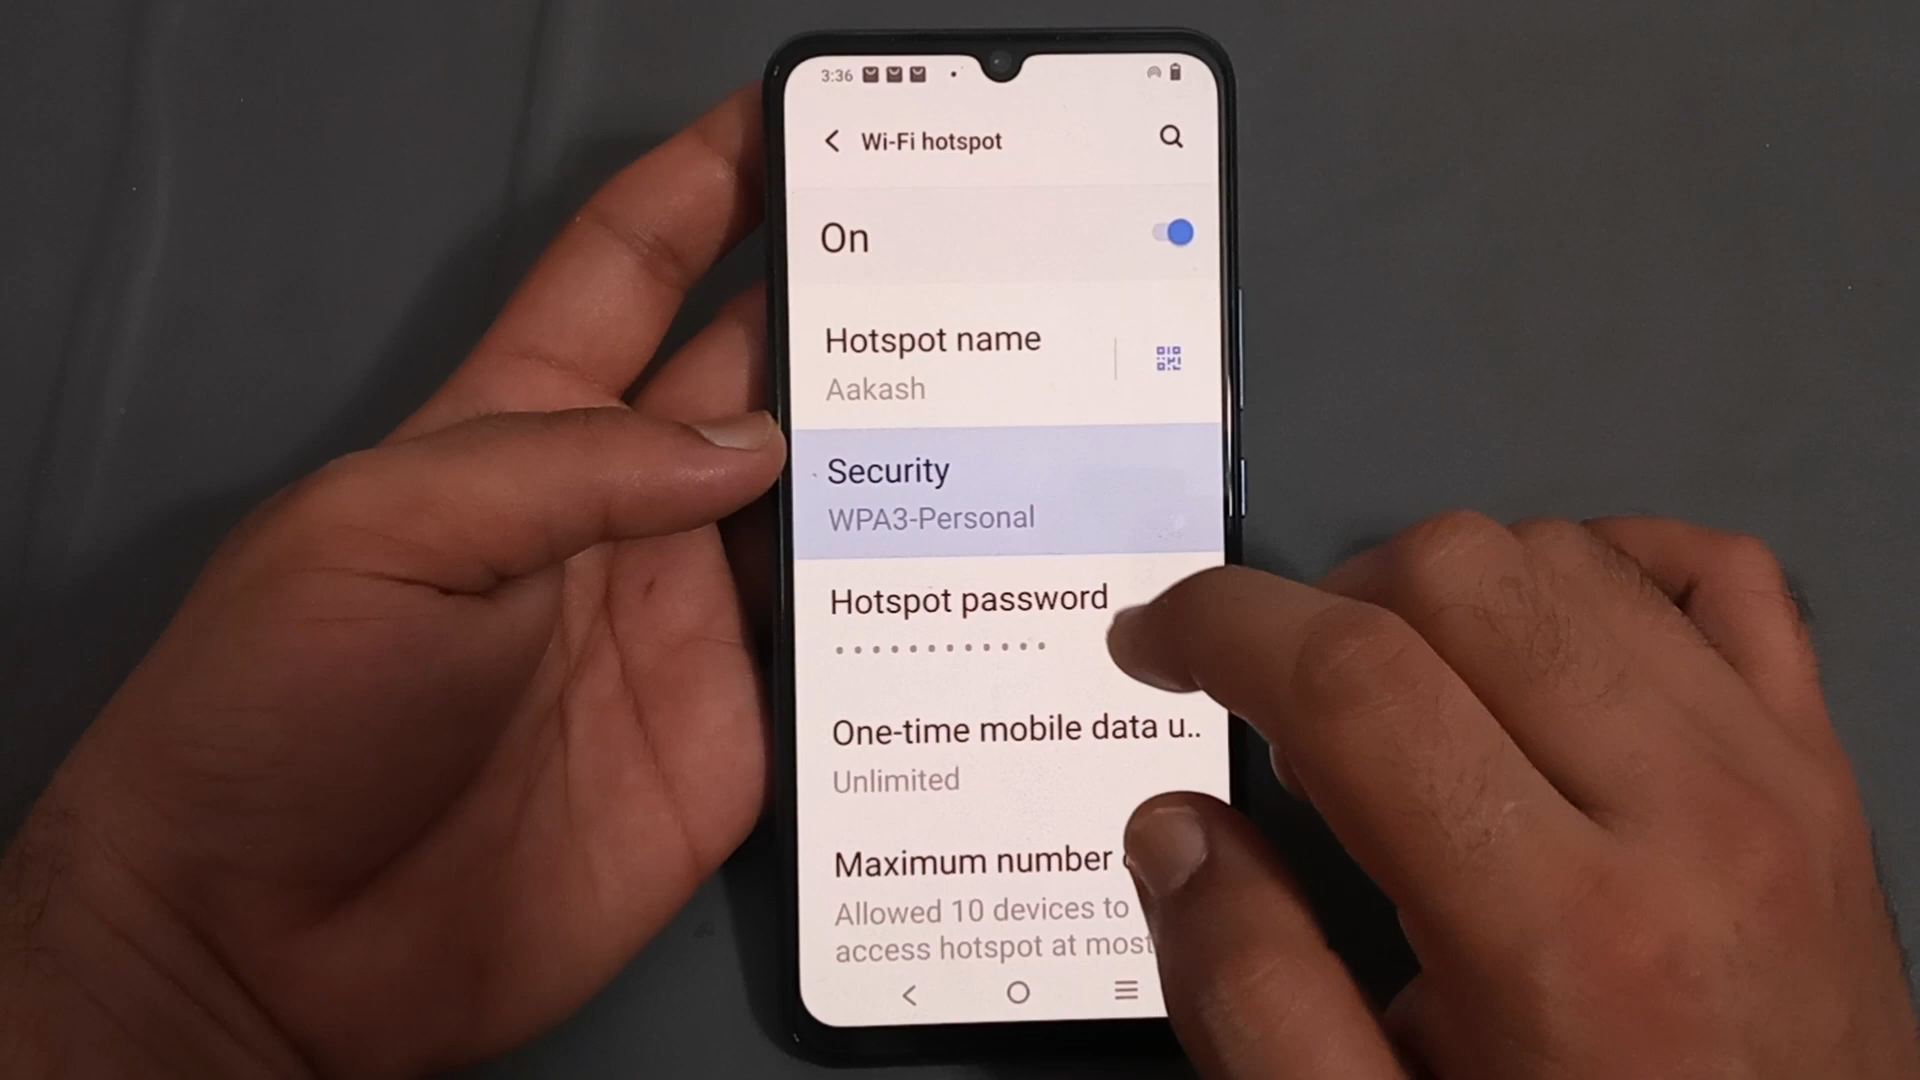 3:36
Wi-Fi hotspot
On
Hotspot name
Aakash
Security
WPA3-Personal
Hotspot password
One-time mobile data u..
Unlimited
Maximum number
Allowed 10 devices to
access hotspot at most